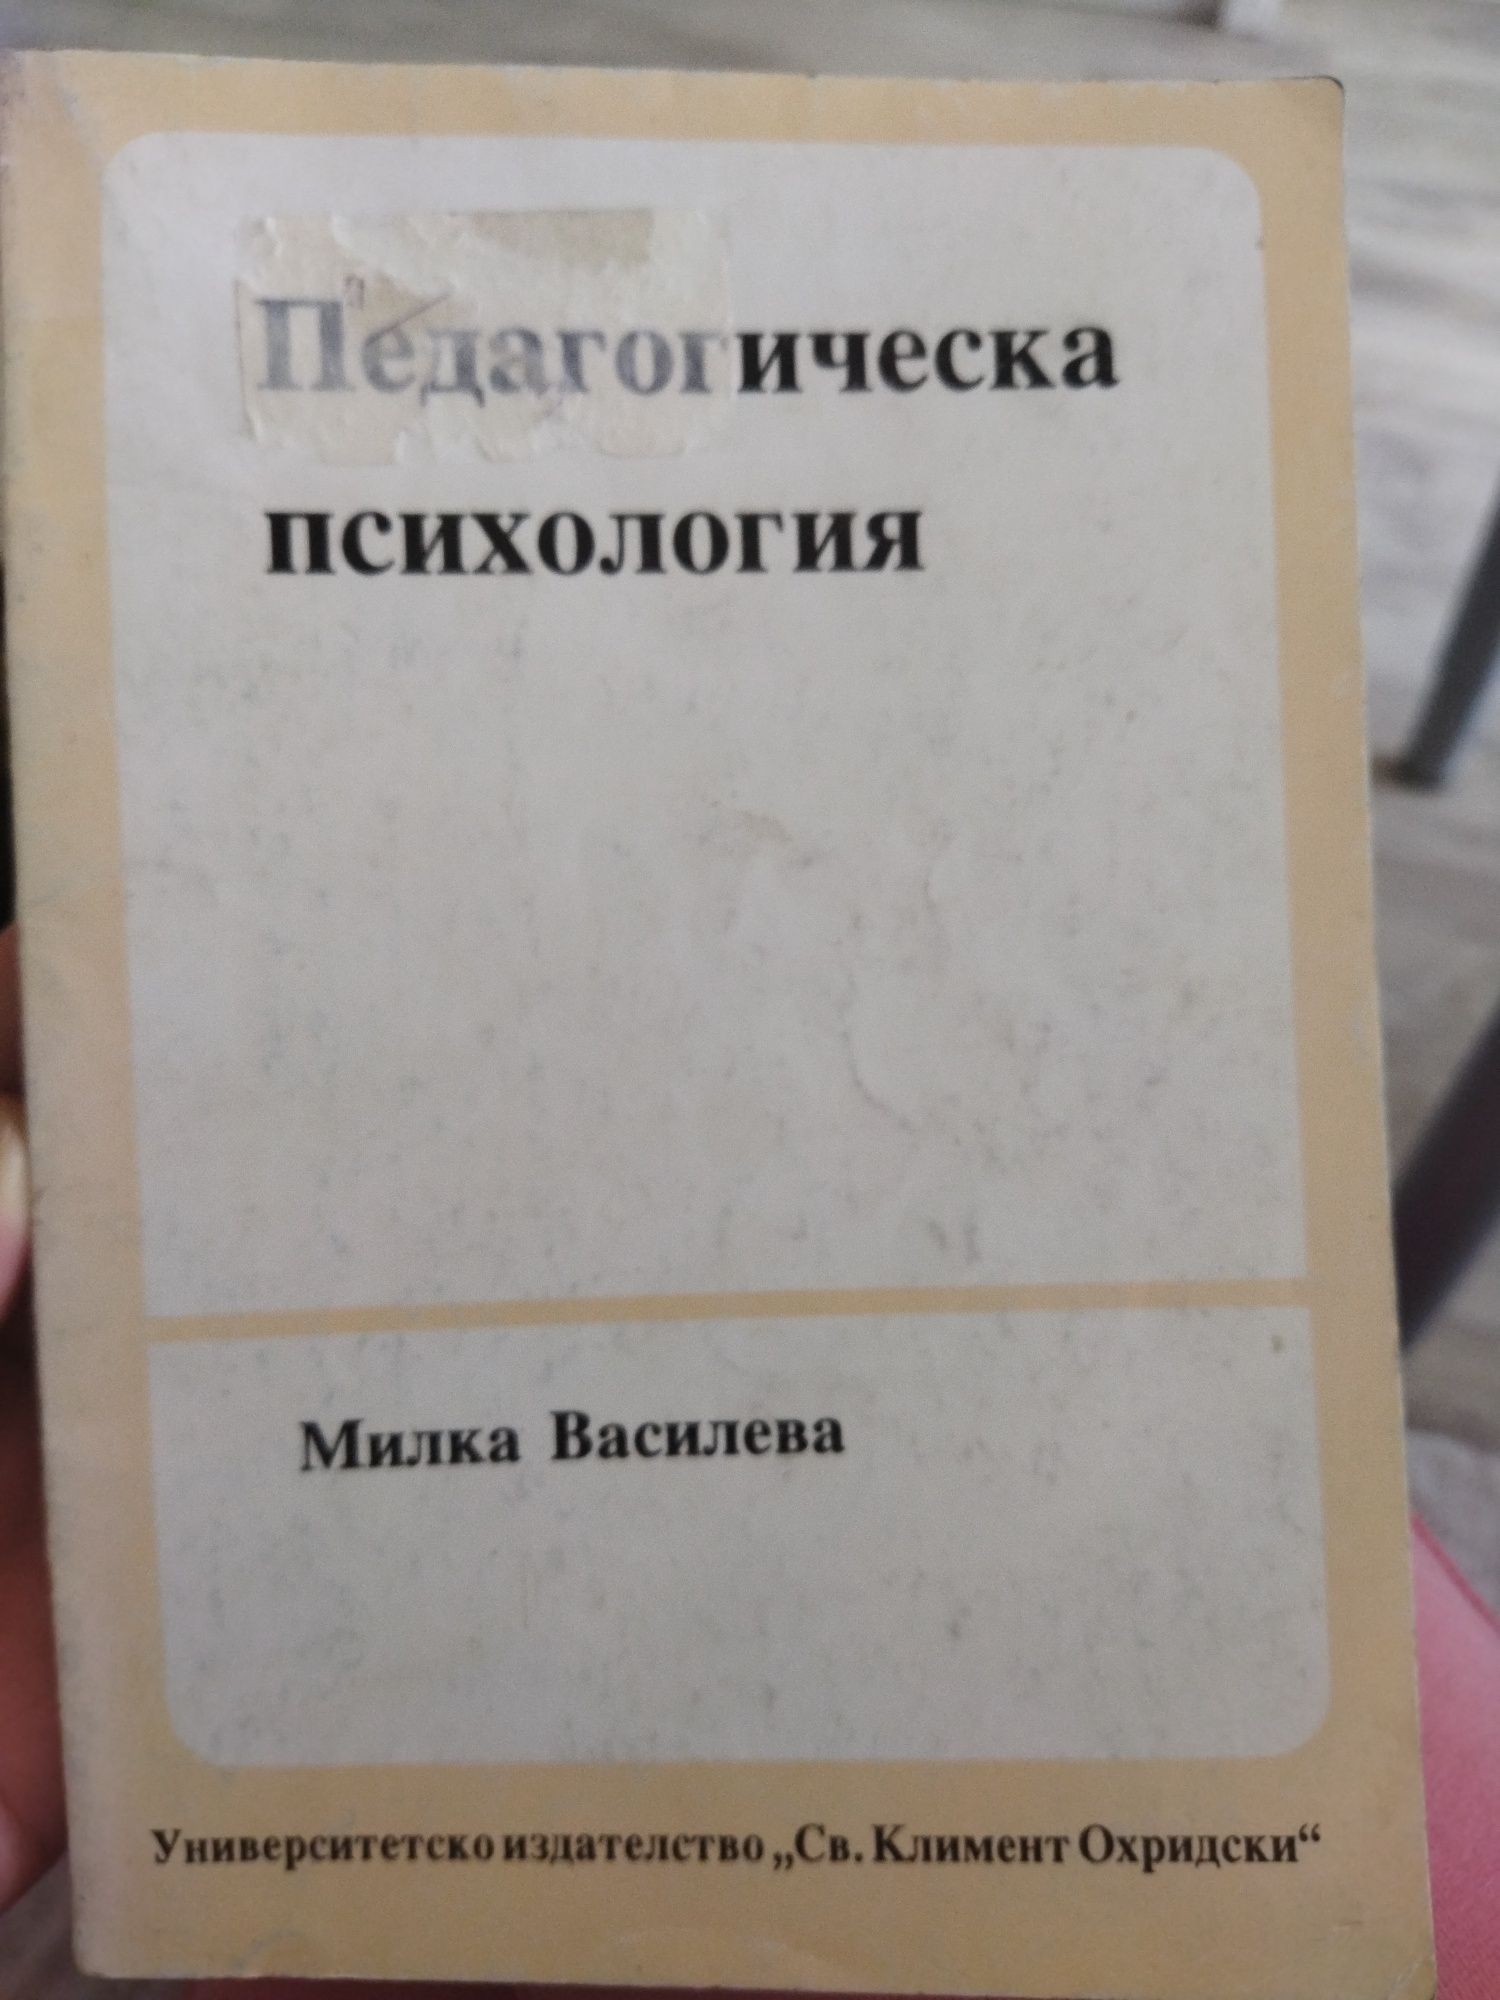 Педагогическа
психология
Милка Василева
Университетско издателство „Св. Климент Охридски“